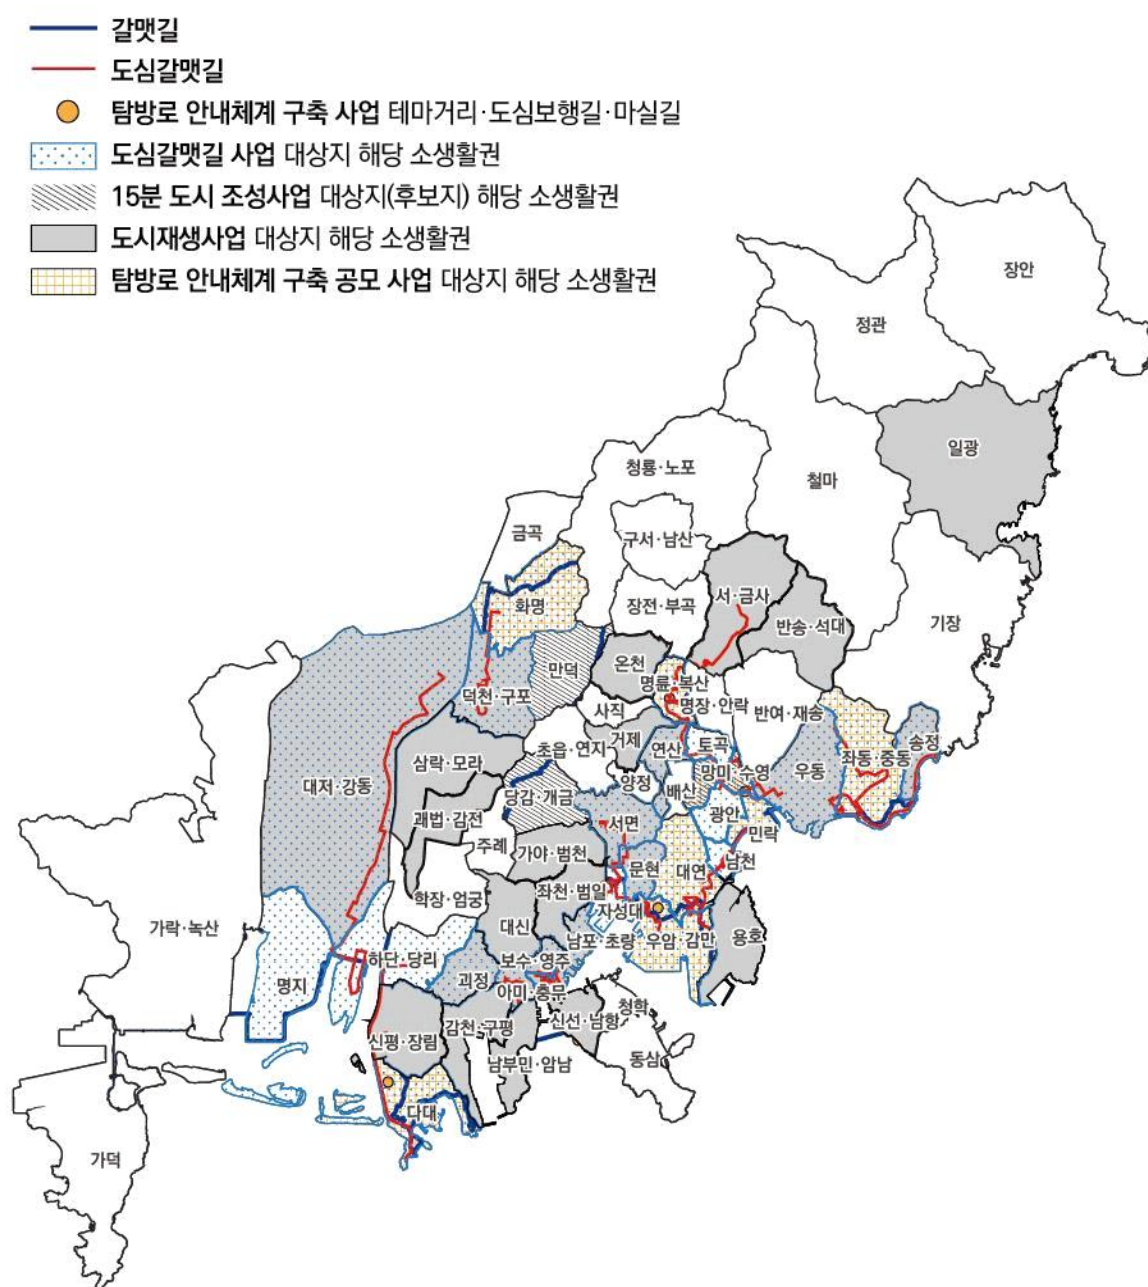 갈맷길
도심갈맷길
탐방로 안내체계 구축 사업 테마거리·도심보행길·마실길
도심갈맷길 사업 대상지 해당 소생활권
15분 도시 조성사업 대상지(후보지) 해당 소생활권
도시재생사업 대상지 해당 소생활권
탐방로 안내체계 구축 공모 사업 대상지 해당 소생활권
장안
정관
일광
청룡·노포
철마
금곡
구서·남산
화명
장전·부곡
서·금사
반송·석대
기장
만덕
온천
명륜·복산
덕천·구포
명장·안락
반여·재송
사직
거제
연산
토곡
송정
초읍·연지
좌동·중동
삼락·모라
망미·수영
우동
대저·강동
양정
당감·개금
배산
괘법·감전
광안
서면
민락
주례
가야·범천
남천
문현
대연
학장·엄궁
좌천·범일
자성대
가락·녹산
대신
남포·초량
우암
감만
용호
하단·당리
보수·영주
명지
괴정
아미·충무
청학
신평·장림
감천·구평
신선·남항
남부민·암남
동삼
다대
가덕